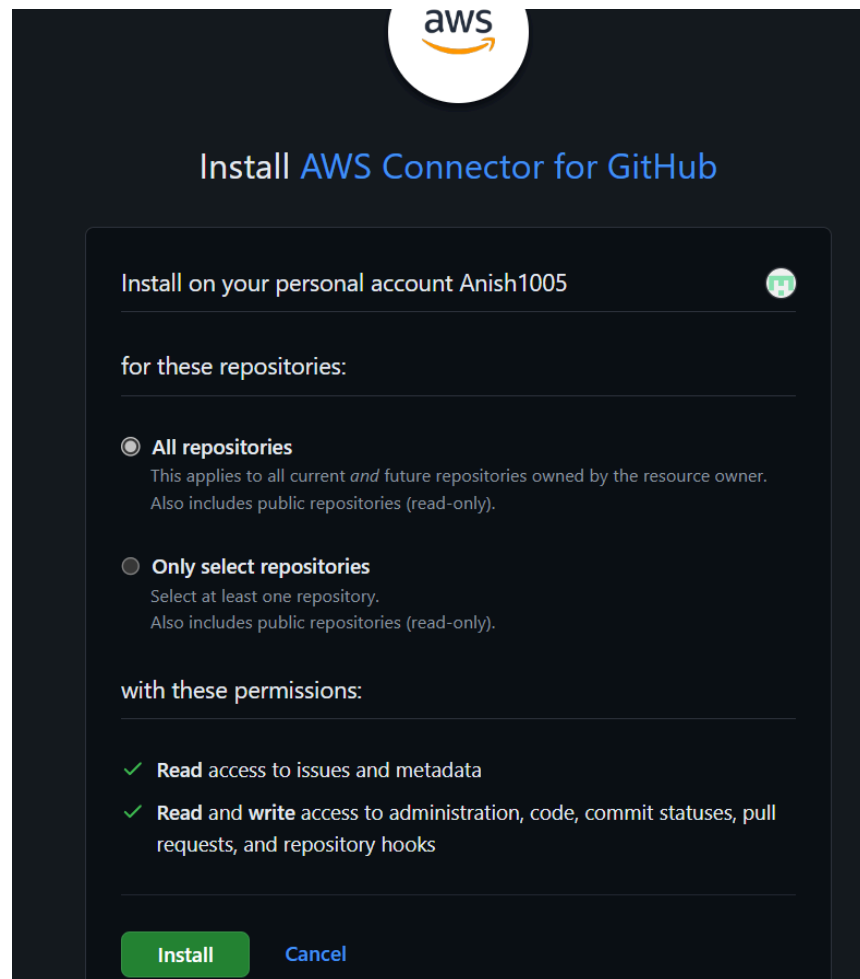 aws
Install AWS Connector for GitHub
Install on your personal account Anish1005
for these repositories:
All repositories
This applies to all current and future repositories owned by the resource owner.
Also includes public repositories (read-only).
Only select repositories
Select at least one repository.
Also includes public repositories (read-only).
with these permissions:
Read access to issues and metadata
Read and write access to administration, code, commit statuses, pull
requests, and repository hooks
Install Cancel